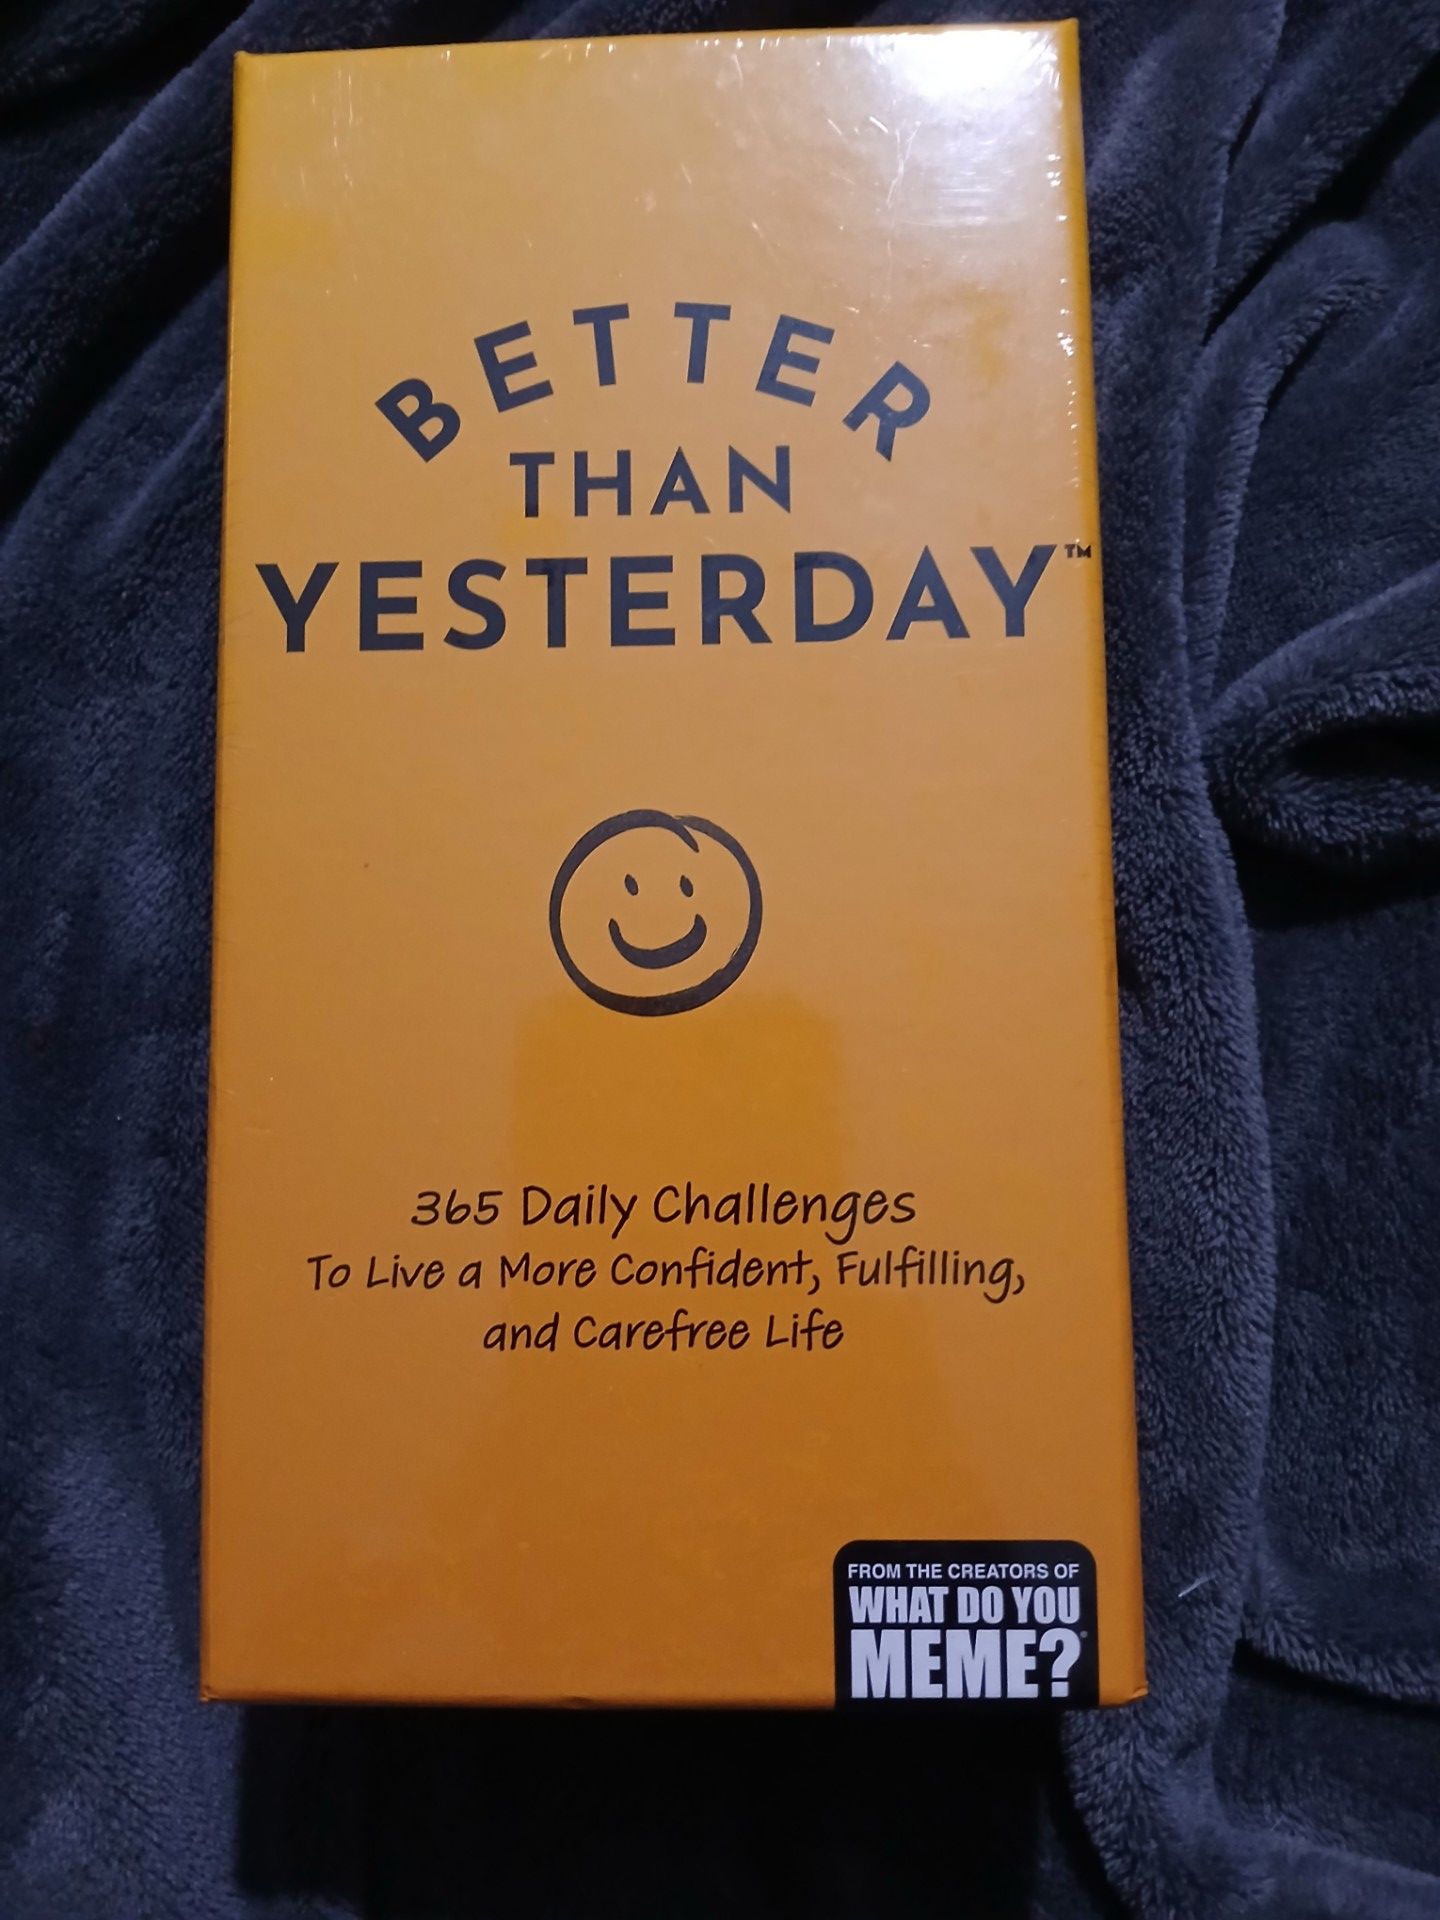 BETTER
THAN
YESTERDAY™
365 Daily Challenges
To Live a More Confident, Fulfilling,
and Carefree Life
FROM THE CREATORS OF
WHAT DO YOU
MEME?®